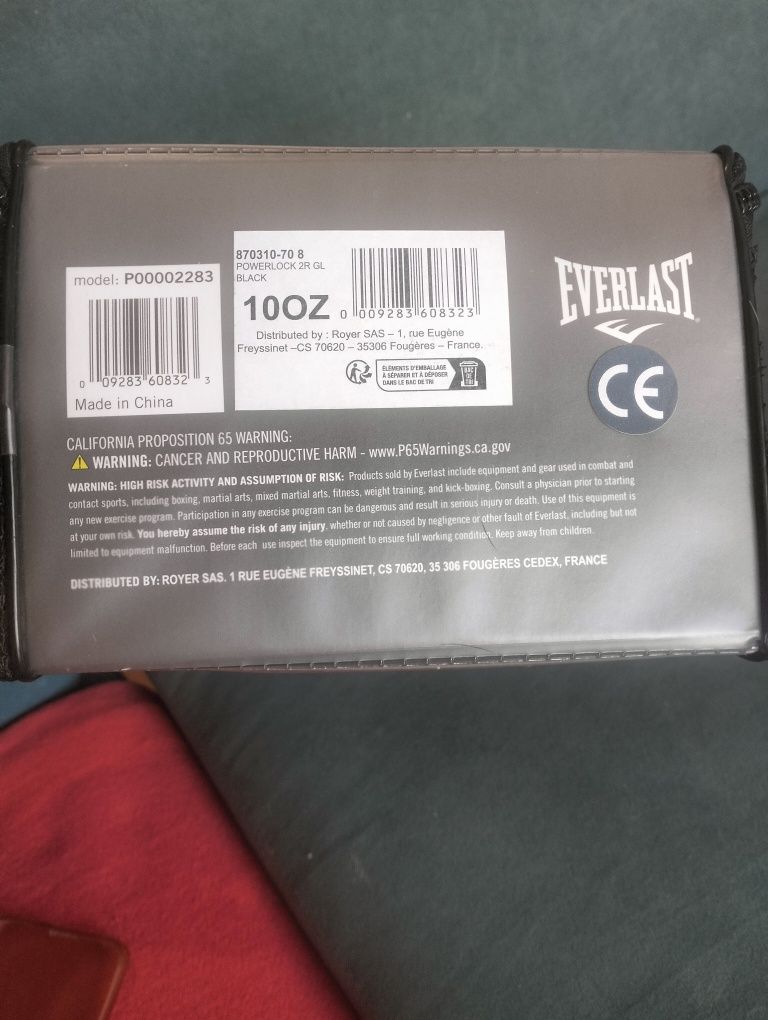 model: P00002283
0 09283 60832 3
Made in China
870310-70 8
POWERLOCK 2R GL
BLACK
10OZ
0 009283 608323
Distributed by : Royer SAS – 1, rue Eugène
Freyssinet –CS 70620 – 35306 Fougères – France.
ÉLÉMENTS D'EMBALLAGE
À SÉPARER ET À DÉPOSER
DANS LE BAC DE TRI
BAC
DE
TRI
EVERLAST
CE
CALIFORNIA PROPOSITION 65 WARNING:
WARNING: CANCER AND REPRODUCTIVE HARM - www.P65Warnings.ca.gov
WARNING: HIGH RISK ACTIVITY AND ASSUMPTION OF RISK: Products sold by Everlast include equipment and gear used in combat and
contact sports, including boxing, martial arts, mixed martial arts, fitness, weight training, and kick-boxing. Consult a physician prior to starting
any new exercise program. Participation in any exercise program can be dangerous and result in serious injury or death. Use of this equipment is
at your own risk. You hereby assume the risk of any injury, whether or not caused by negligence or other fault of Everlast, including but not
limited to equipment malfunction. Before each use inspect the equipment to ensure full working condition. Keep away from children.
DISTRIBUTED BY: ROYER SAS. 1 RUE EUGÈNE FREYSSINET, CS 70620, 35 306 FOUGÈRES CEDEX, FRANCE